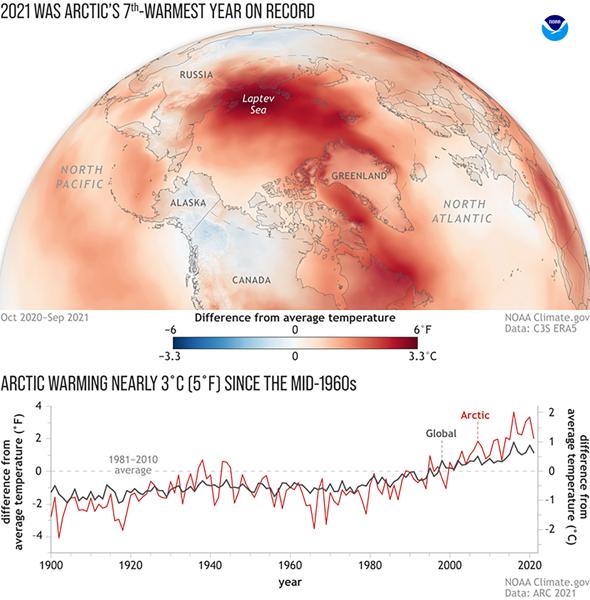 2021 WAS ARCTIC'S 7th-WARMEST YEAR ON RECORD
NOAA
RUSSIA
Laptev
Sea
NORTH
PACIFIC
GREENLAND
ALASKA
NORTH
ATLANTIC
CANADA
Oct 2020–Sep 2021
Difference from average temperature
NOAA Climate.gov
Data: C3S ERA5
-6 0 6°F
-3.3 0 3.3°C
ARCTIC WARMING NEARLY 3°C (5°F) SINCE THE MID-1960s
difference from
average temperature (°F)
4
2
0
-2
-4
1981–2010
average
Global
Arctic
2
1
0
-1
-2
difference from
average temperature (°C)
1900 1920 1940 1960 1980 2000 2020
year
NOAA Climate.gov
Data: ARC 2021